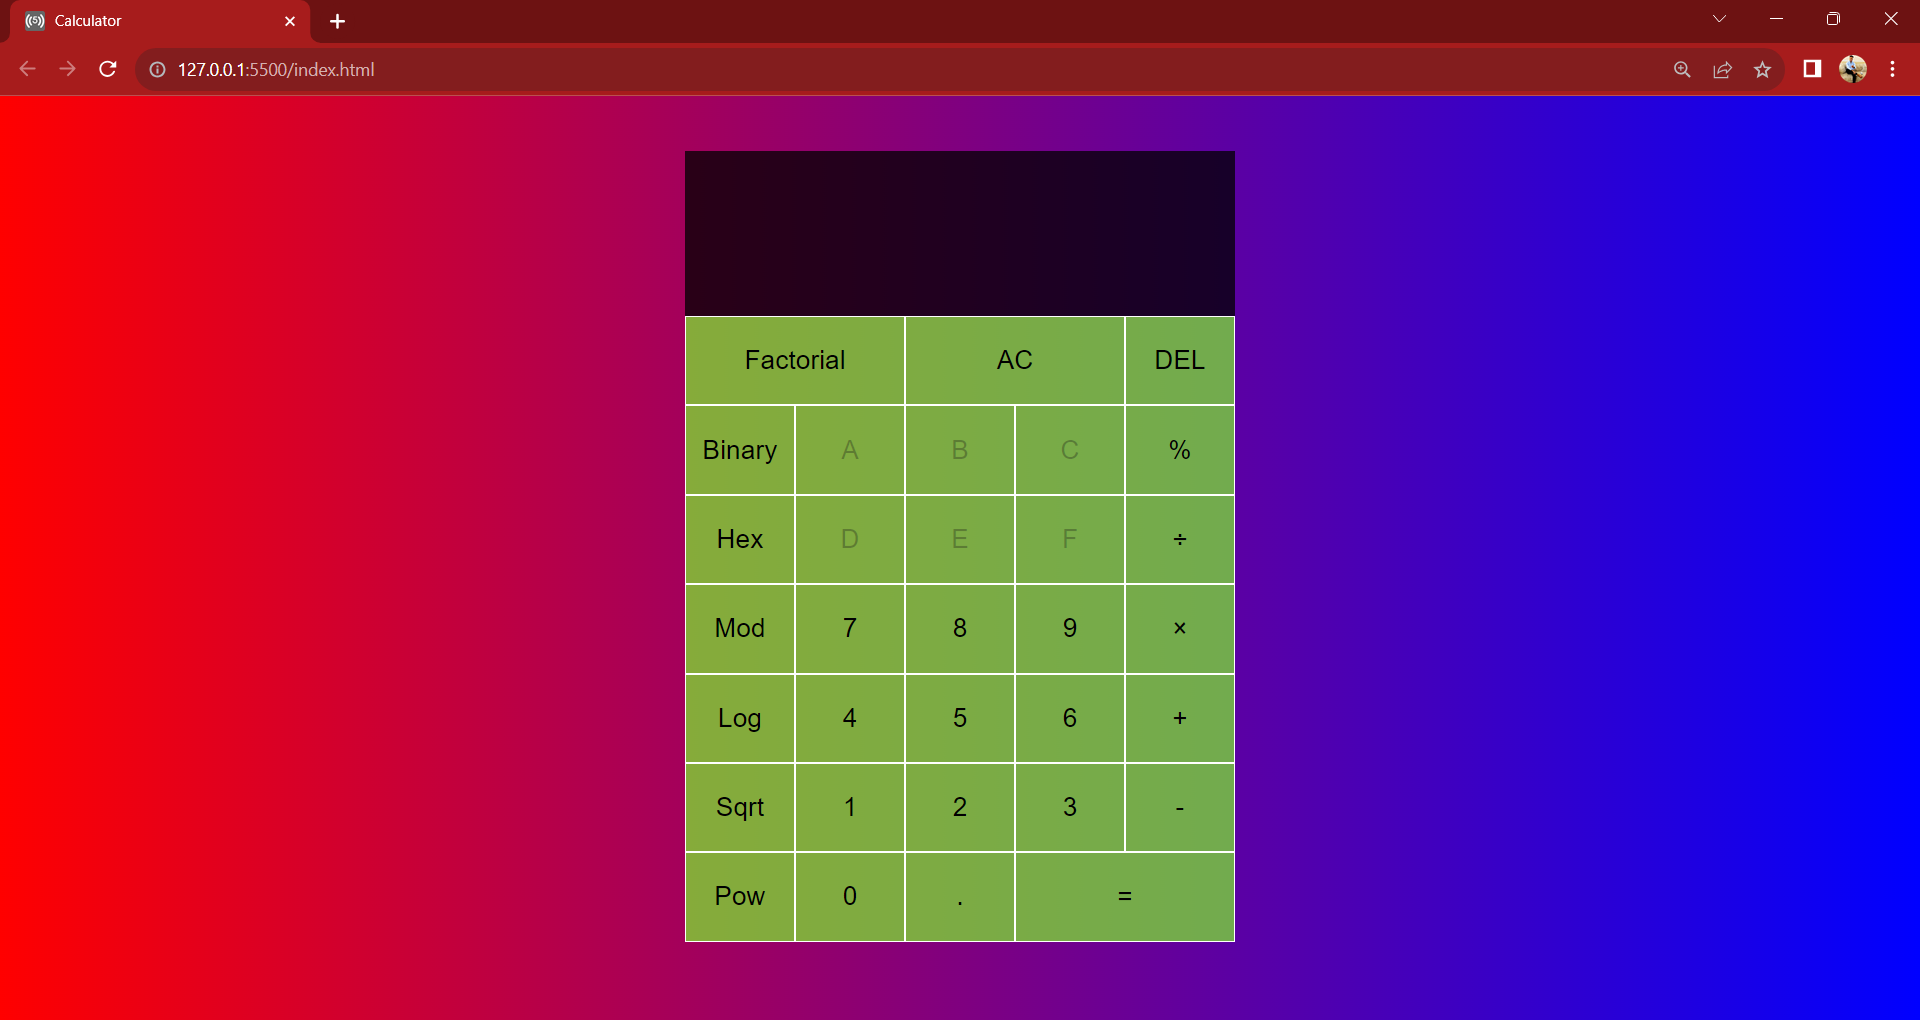 Calculator
127.0.0.1:5500/index.html
Factorial AC DEL
Binary A B C %
Hex D E F ÷
Mod 7 8 9 ×
Log 4 5 6 +
Sqrt 1 2 3 -
Pow 0 . =